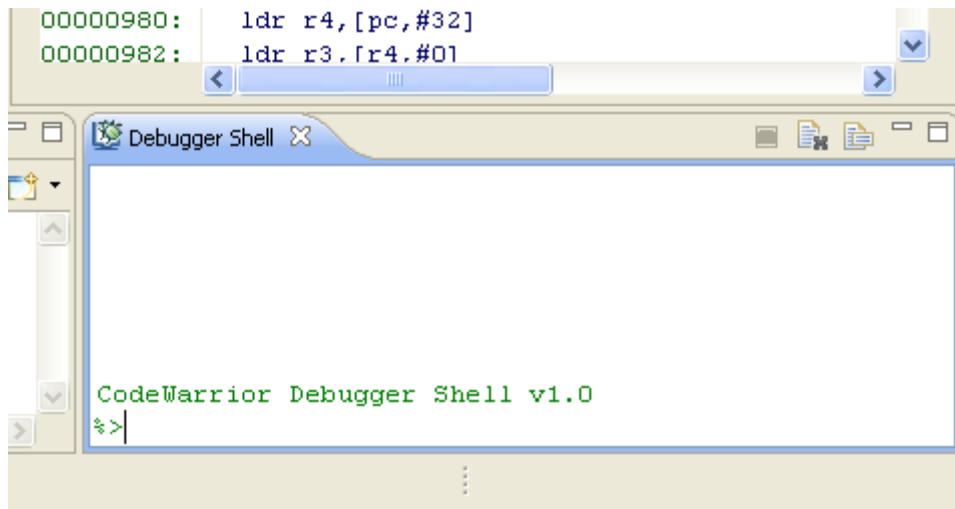 00000980: ldr r4,[pc,#32]
00000982: ldr r3,[r4,#0]
Debugger Shell
CodeWarrior Debugger Shell v1.0
%>